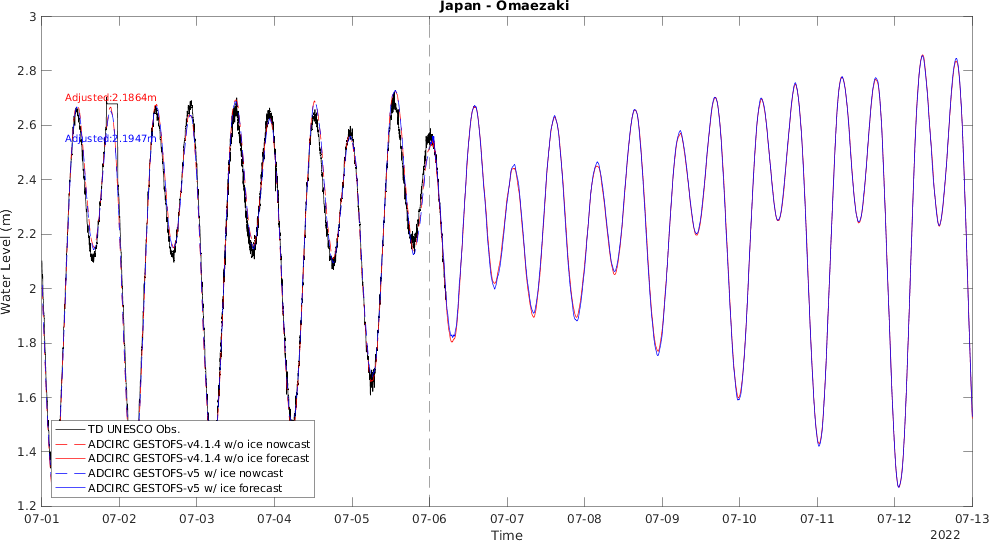 Japan - Omaezaki
3
2.8
2.6
2.4
2.2
2
1.8
1.6
1.4
1.2
Water Level (m)
Adjusted:2.1864m
Adjusted:2.1947m
TD UNESCO Obs.
ADCIRC GESTOFS-v4.1.4 w/o ice nowcast
ADCIRC GESTOFS-v4.1.4 w/o ice forecast
ADCIRC GESTOFS-v5 w/ ice nowcast
ADCIRC GESTOFS-v5 w/ ice forecast
07-01 07-02 07-03 07-04 07-05 07-06 07-07 07-08 07-09 07-10 07-11 07-12 07-13
Time
2022